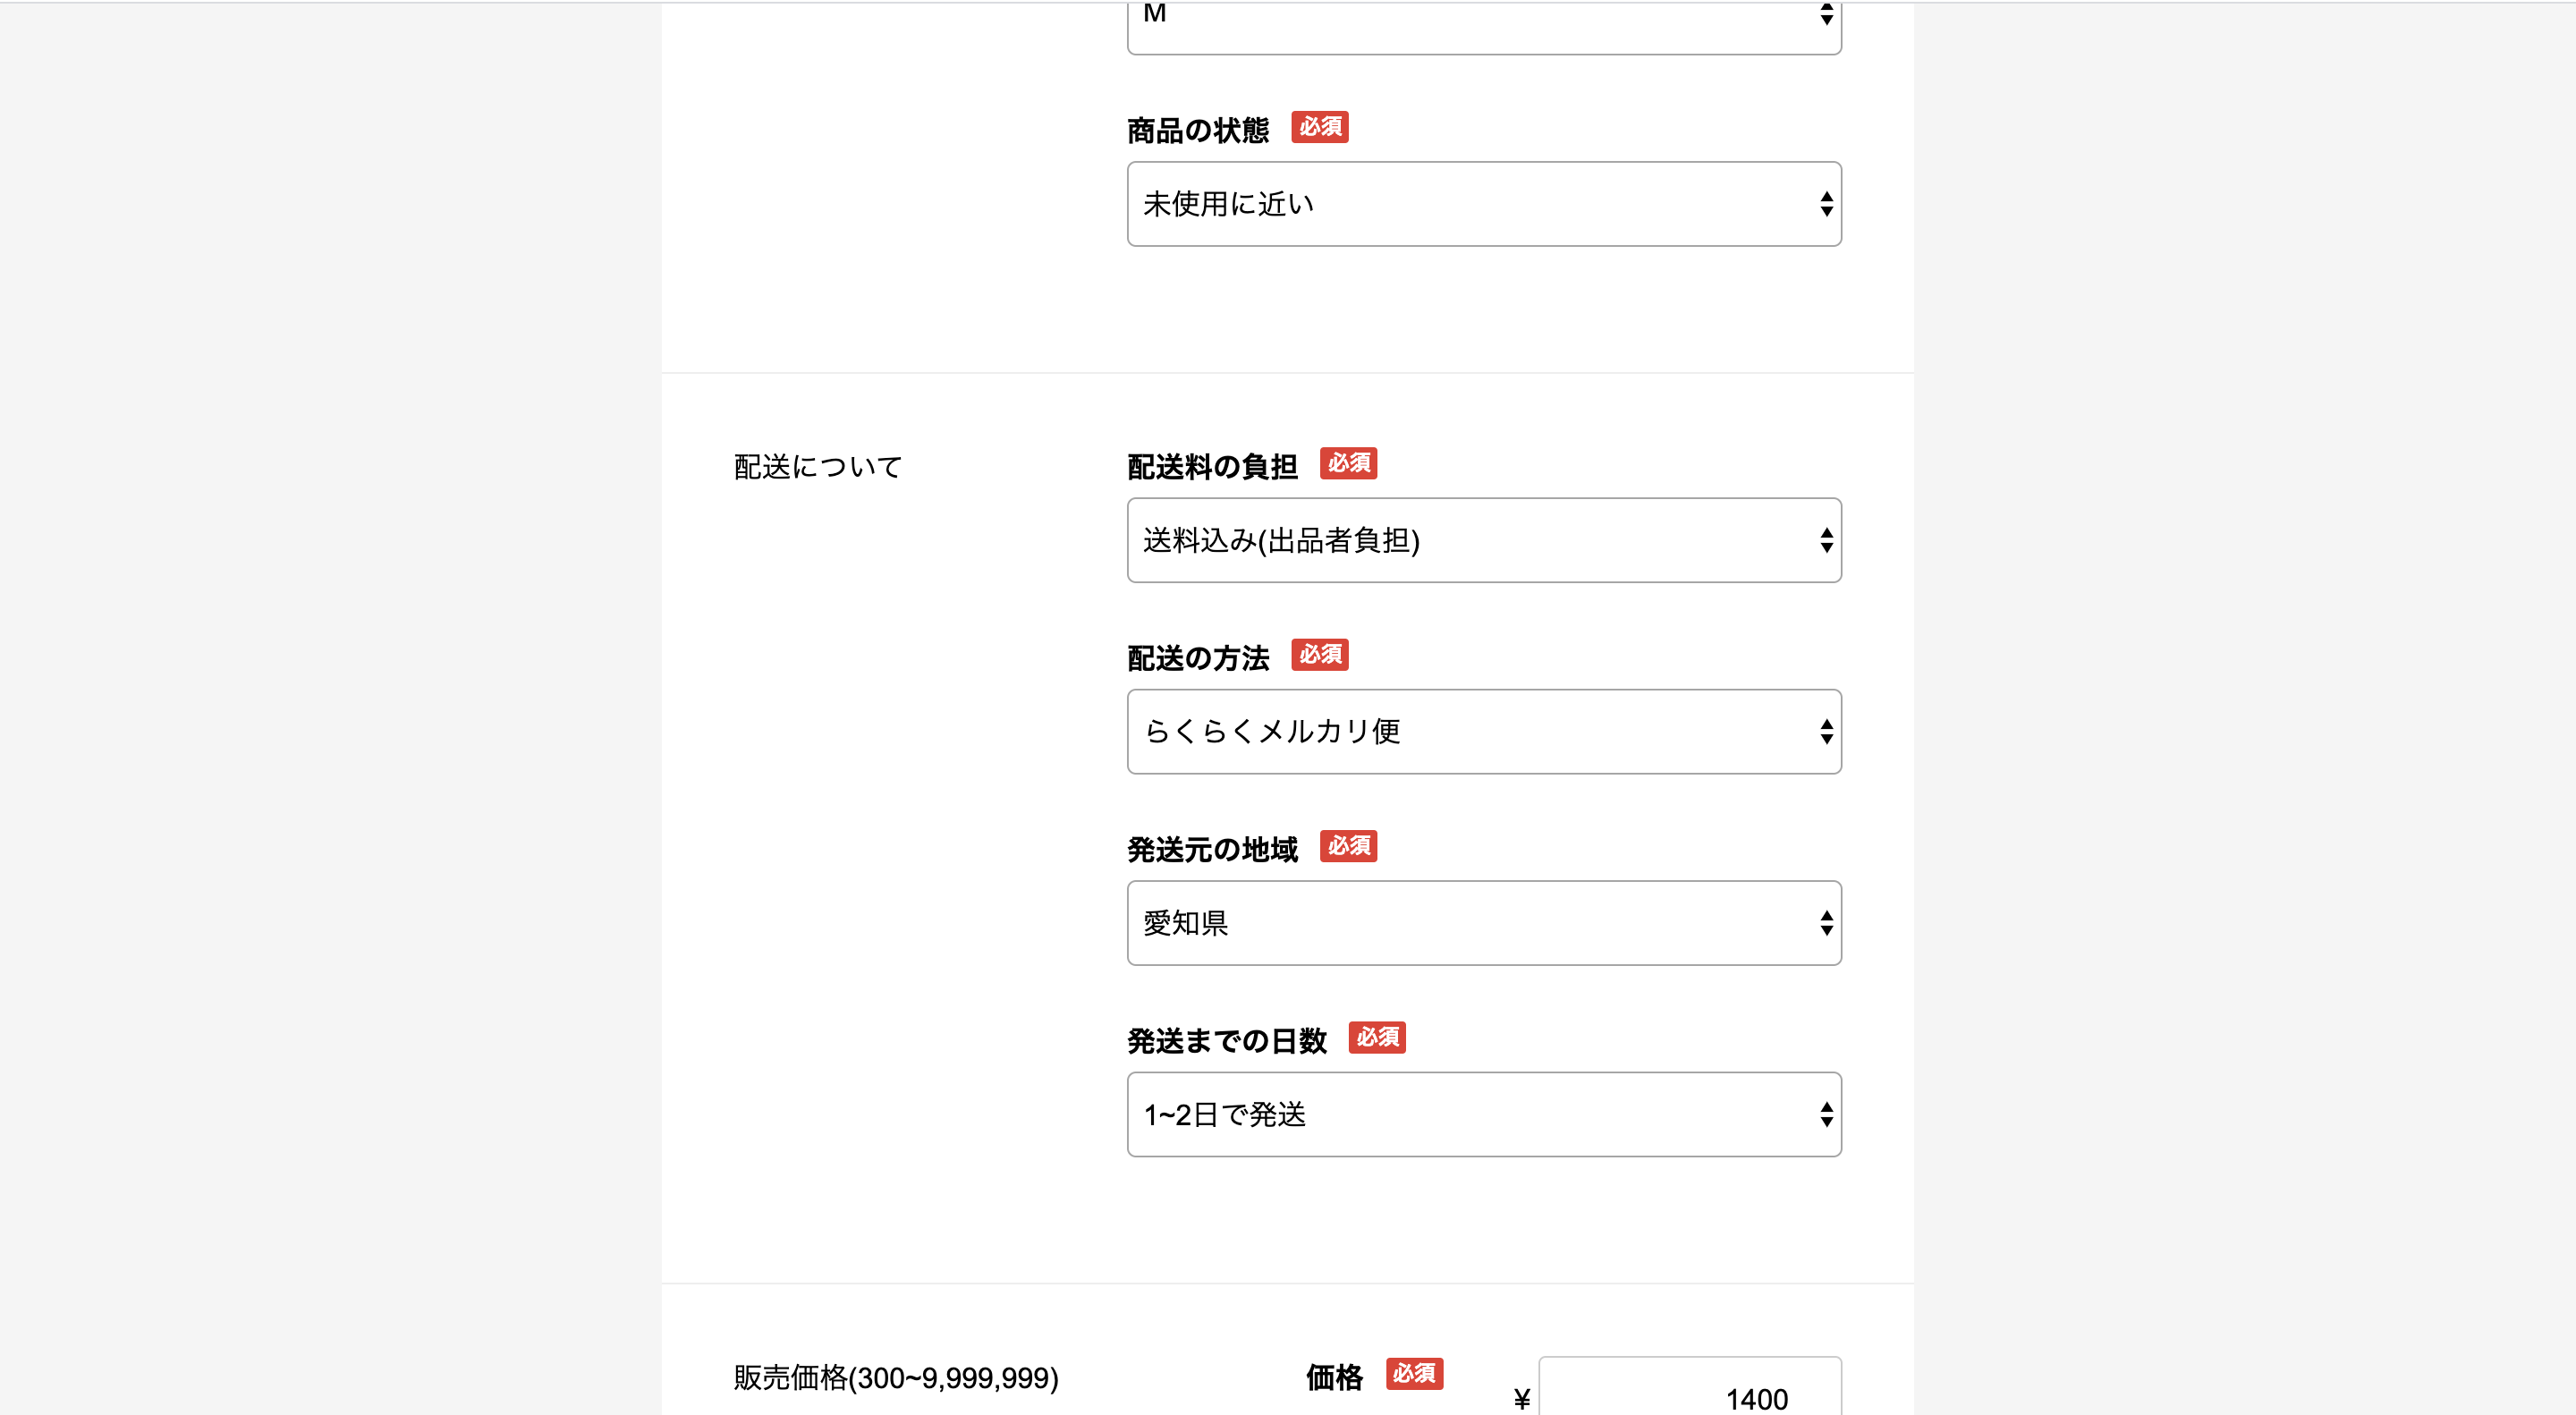 M
商品の状態 必須
未使用に近い
配送について
配送料の負担 必須
送料込み(出品者負担)
配送の方法 必須
らくらくメルカリ便
発送元の地域 必須
愛知県
発送までの日数 必須
1~2日で発送
販売価格(300~9,999,999) 価格 必須 ¥ 1400